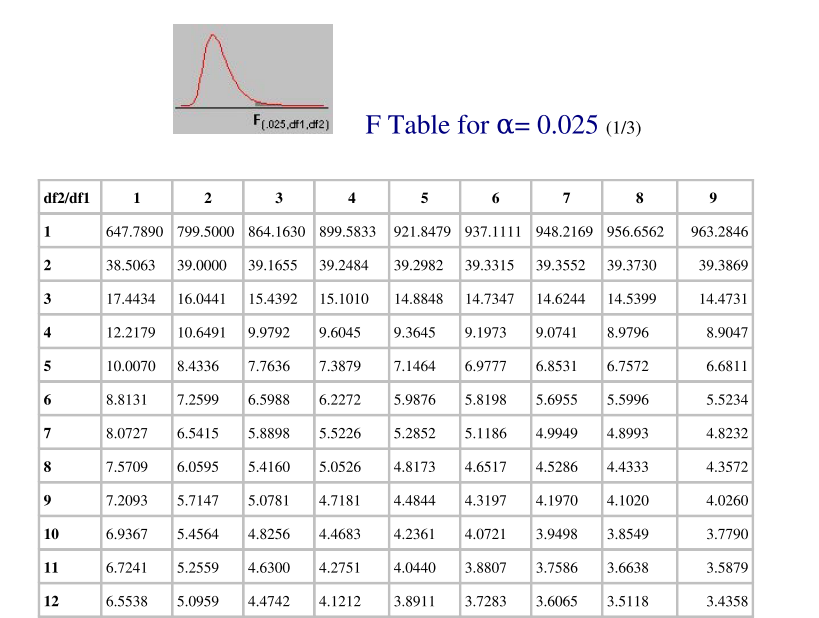 F(.025,df1,df2)
F Table for α= 0.025 (1/3)
df2/df1 1 2 3 4 5 6 7 8 9
1 647.7890 799.5000 864.1630 899.5833 921.8479 937.1111 948.2169 956.6562 963.2846
2 38.5063 39.0000 39.1655 39.2484 39.2982 39.3315 39.3552 39.3730 39.3869
3 17.4434 16.0441 15.4392 15.1010 14.8848 14.7347 14.6244 14.5399 14.4731
4 12.2179 10.6491 9.9792 9.6045 9.3645 9.1973 9.0741 8.9796 8.9047
5 10.0070 8.4336 7.7636 7.3879 7.1464 6.9777 6.8531 6.7572 6.6811
6 8.8131 7.2599 6.5988 6.2272 5.9876 5.8198 5.6955 5.5996 5.5234
7 8.0727 6.5415 5.8898 5.5226 5.2852 5.1186 4.9949 4.8993 4.8232
8 7.5709 6.0595 5.4160 5.0526 4.8173 4.6517 4.5286 4.4333 4.3572
9 7.2093 5.7147 5.0781 4.7181 4.4844 4.3197 4.1970 4.1020 4.0260
10 6.9367 5.4564 4.8256 4.4683 4.2361 4.0721 3.9498 3.8549 3.7790
11 6.7241 5.2559 4.6300 4.2751 4.0440 3.8807 3.7586 3.6638 3.5879
12 6.5538 5.0959 4.4742 4.1212 3.8911 3.7283 3.6065 3.5118 3.4358